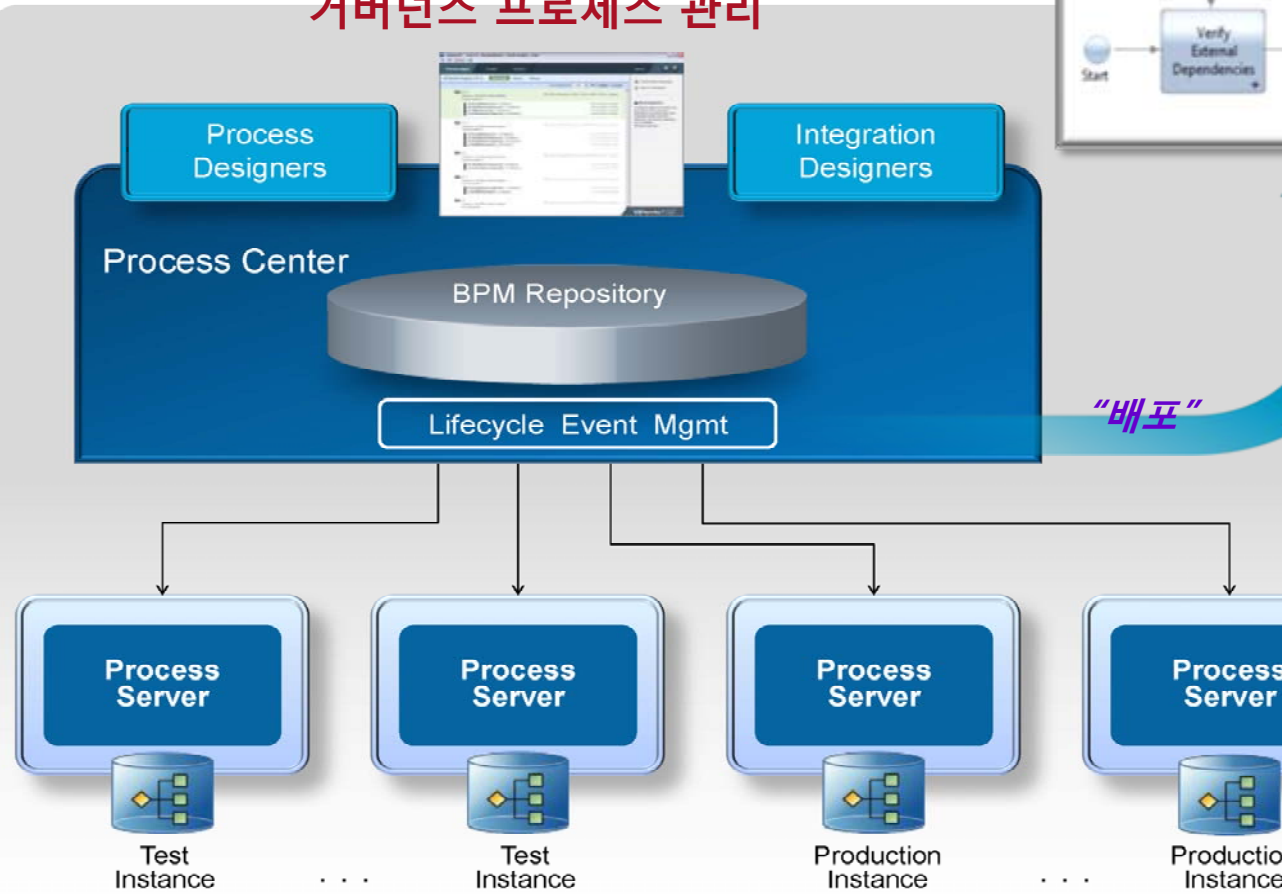 거버넌스 프로세스 관리
Verify
External
Dependencies
Start
Process
Designers
Integration
Designers
Process Center
BPM Repository
Lifecycle Event Mgmt
"배포"
Process
Server
Process
Server
Process
Server
Process
Server
Test
Instance
. . .
Test
Instance
Production
Instance
. . .
Productio
Instance